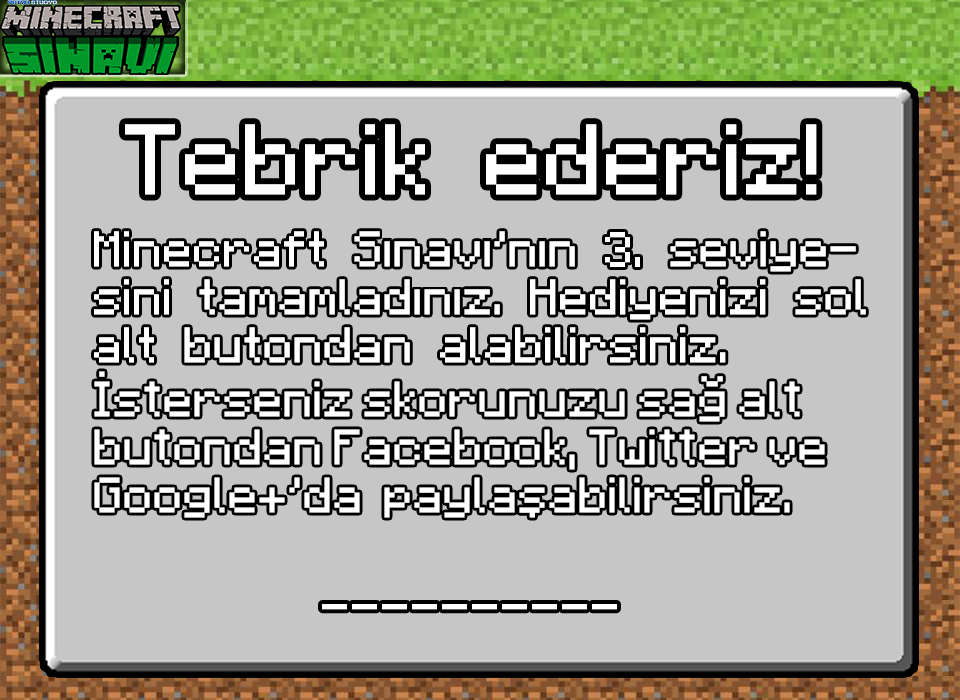 MINECRAFT
SINAVI
Tebrik ederiz!
Minecraft Sınavı'nın 3. seviye-
sini tamamladınız. Hediyenizi sol
alt butondan alabilirsiniz.
İsterseniz skorunuzu sağ alt
butondan Facebook, Twitter ve
Google+'da paylaşabilirsiniz.
__________